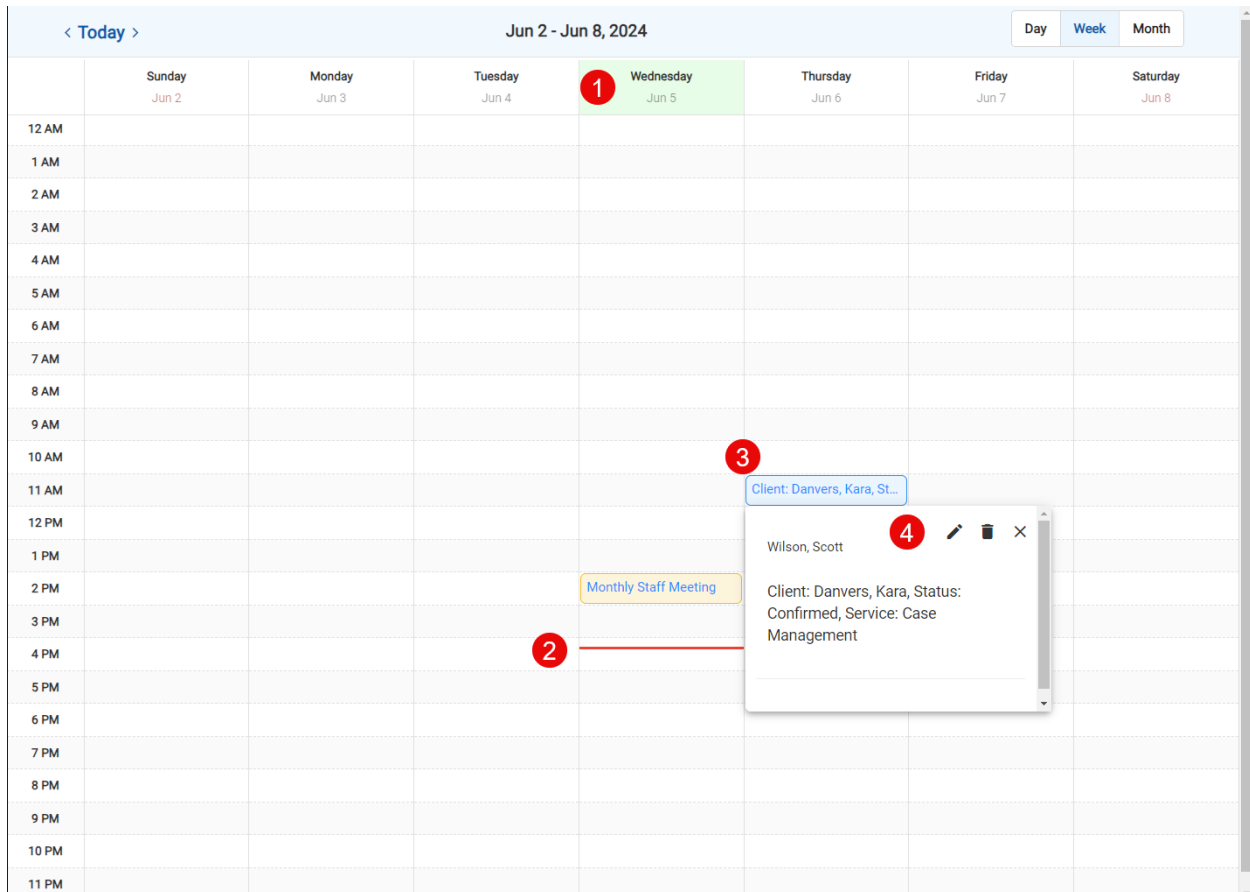 < Today >
Jun 2 - Jun 8, 2024
Day Week Month
Sunday Monday Tuesday Wednesday Thursday Friday Saturday
Jun 2 Jun 3 Jun 4 1 Jun 5 Jun 6 Jun 7 Jun 8
12 AM
1 AM
2 AM
3 AM
4 AM
5 AM
6 AM
7 AM
8 AM
9 AM
10 AM
3
11 AM
Client: Danvers, Kara, St...
12 PM
4
Wilson, Scott
1 PM
2 PM
Monthly Staff Meeting
Client: Danvers, Kara, Status:
Confirmed, Service: Case
Management
3 PM
2
4 PM
5 PM
6 PM
7 PM
8 PM
9 PM
10 PM
11 PM